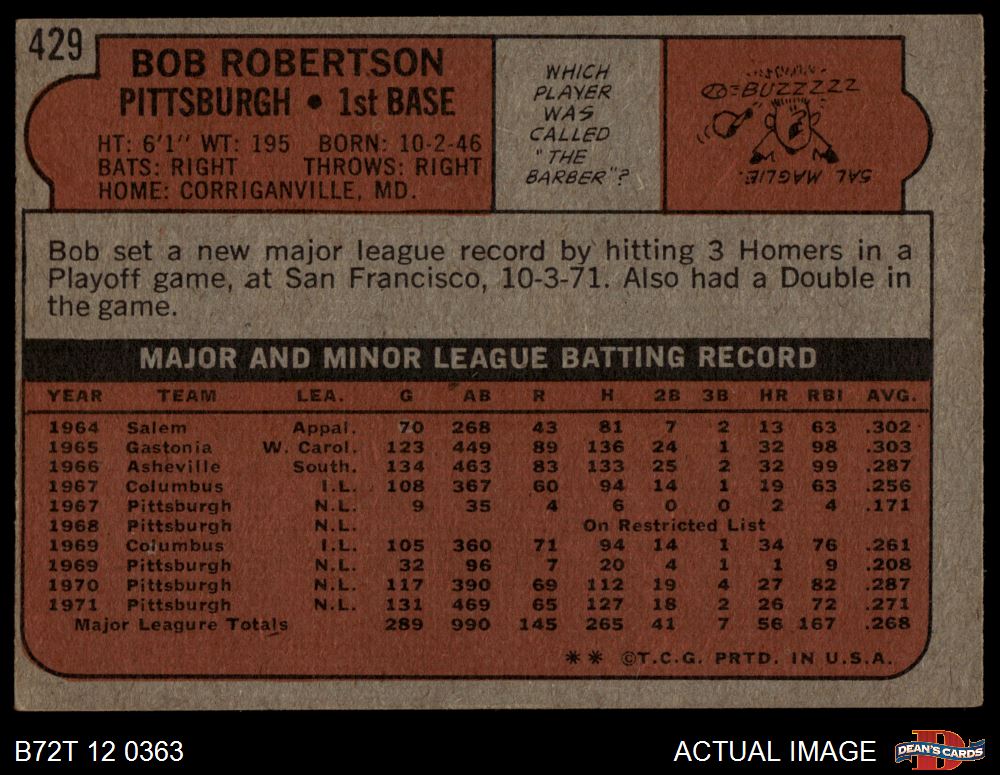 429
BOB ROBERTSON
PITTSBURGH • 1st BASE
HT: 6'1" WT: 195 BORN: 10-2-46
BATS: RIGHT THROWS: RIGHT
HOME: CORRIGANVILLE, MD.
WHICH
PLAYER
WAS
CALLED
"THE
BARBER"?
BUZZZZZ
SAL MAGLIE.
Bob set a new major league record by hitting 3 Homers in a
Playoff game, at San Francisco, 10-3-71. Also had a Double in
the game.
MAJOR AND MINOR LEAGUE BATTING RECORD
YEAR TEAM LEA. G AB R H 2B 3B HR RBI AVG.
1964 Salem Appal. 70 268 43 81 7 2 13 63 .302
1965 Gastonia W. Carol. 123 449 89 136 24 1 32 98 .303
1966 Asheville South. 134 463 83 133 25 2 32 99 .287
1967 Columbus I.L. 108 367 60 94 14 1 19 63 .256
1967 Pittsburgh N.L. 9 35 4 6 0 0 2 4 .171
1968 Pittsburgh N.L. On Restricted List
1969 Columbus I.L. 105 360 71 94 14 1 34 76 .261
1969 Pittsburgh N.L. 32 96 7 20 4 1 1 9 .208
1970 Pittsburgh N.L. 117 390 69 112 19 4 27 82 .287
1971 Pittsburgh N.L. 131 469 65 127 18 2 26 72 .271
Major Leagure Totals 289 990 145 265 41 7 56 167 .268
** ©T.C.G. PRTD. IN U.S.A.
B72T 12 0363
ACTUAL IMAGE
DEAN'S CARDS